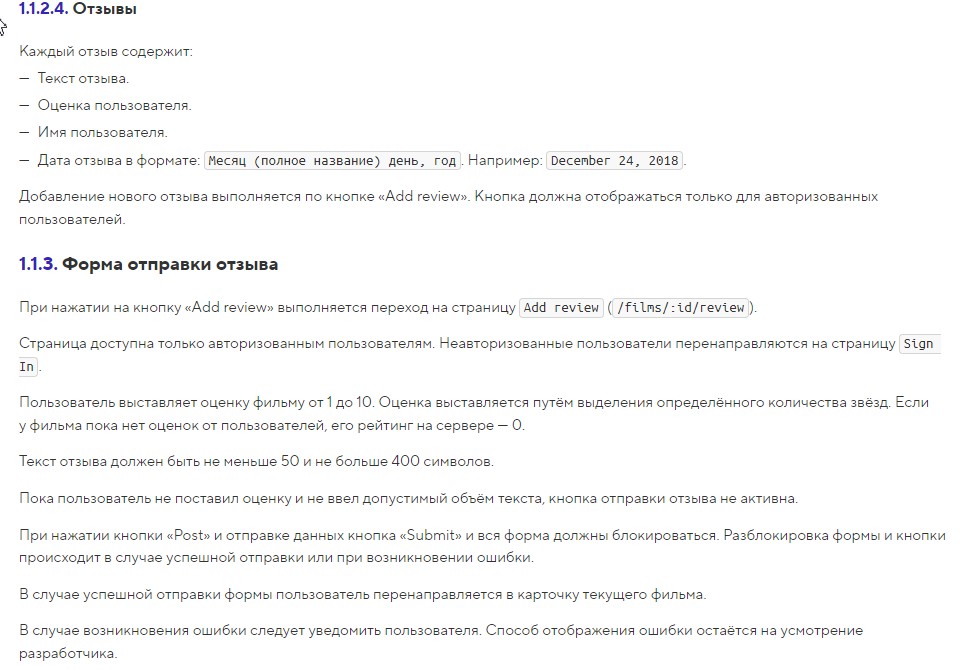 1.1.2.4. Отзывы
Каждый отзыв содержит:
— Текст отзыва.
— Оценка пользователя.
— Имя пользователя.
— Дата отзыва в формате: Месяц (полное название) день, год. Например: December 24, 2018.
Добавление нового отзыва выполняется по кнопке «Add review». Кнопка должна отображаться только для авторизованных
пользователей.
1.1.3. Форма отправки отзыва
При нажатии на кнопку «Add review» выполняется переход на страницу Add review (/films/:id/review).
Страница доступна только авторизованным пользователям. Неавторизованные пользователи перенаправляются на страницу Sign
In.
Пользователь выставляет оценку фильму от 1 до 10. Оценка выставляется путём выделения определённого количества звёзд. Если
у фильма пока нет оценок от пользователей, его рейтинг на сервере — 0.
Текст отзыва должен быть не меньше 50 и не больше 400 символов.
Пока пользователь не поставил оценку и не ввел допустимый объём текста, кнопка отправки отзыва не активна.
При нажатии кнопки «Post» и отправке данных кнопка «Submit» и вся форма должны блокироваться. Разблокировка формы и кнопки
происходит в случае успешной отправки или при возникновении ошибки.
В случае успешной отправки формы пользователь перенаправляется в карточку текущего фильма.
В случае возникновения ошибки следует уведомить пользователя. Способ отображения ошибки остаётся на усмотрение
разработчика.